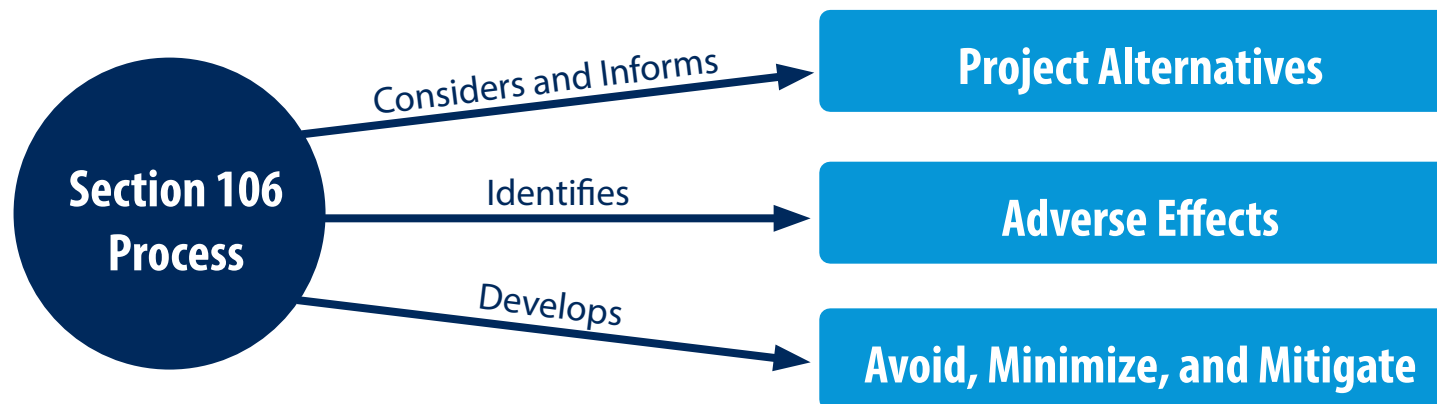 Section 106
Process
Considers and Informs
Project Alternatives
Identifies
Adverse Effects
Develops
Avoid, Minimize, and Mitigate